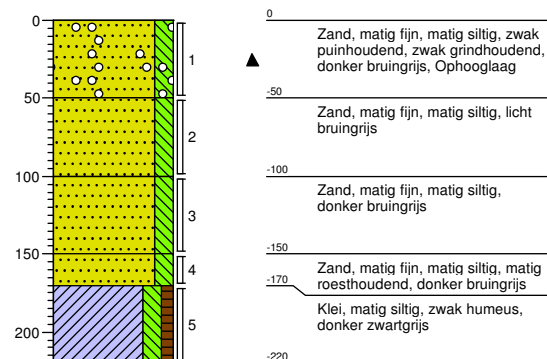 0
50
100
150
200
1
2
3
4
5
0
Zand, matig fijn, matig siltig, zwak
puinhoudend, zwak grindhoudend,
donker bruingrijs, Ophooglaag
-50
Zand, matig fijn, matig siltig, licht
bruingrijs
-100
Zand, matig fijn, matig siltig,
donker bruingrijs
-150
Zand, matig fijn, matig siltig, matig
roesthoudend, donker bruingrijs
-170
Klei, matig siltig, zwak humeus,
donker zwartgrijs
-220